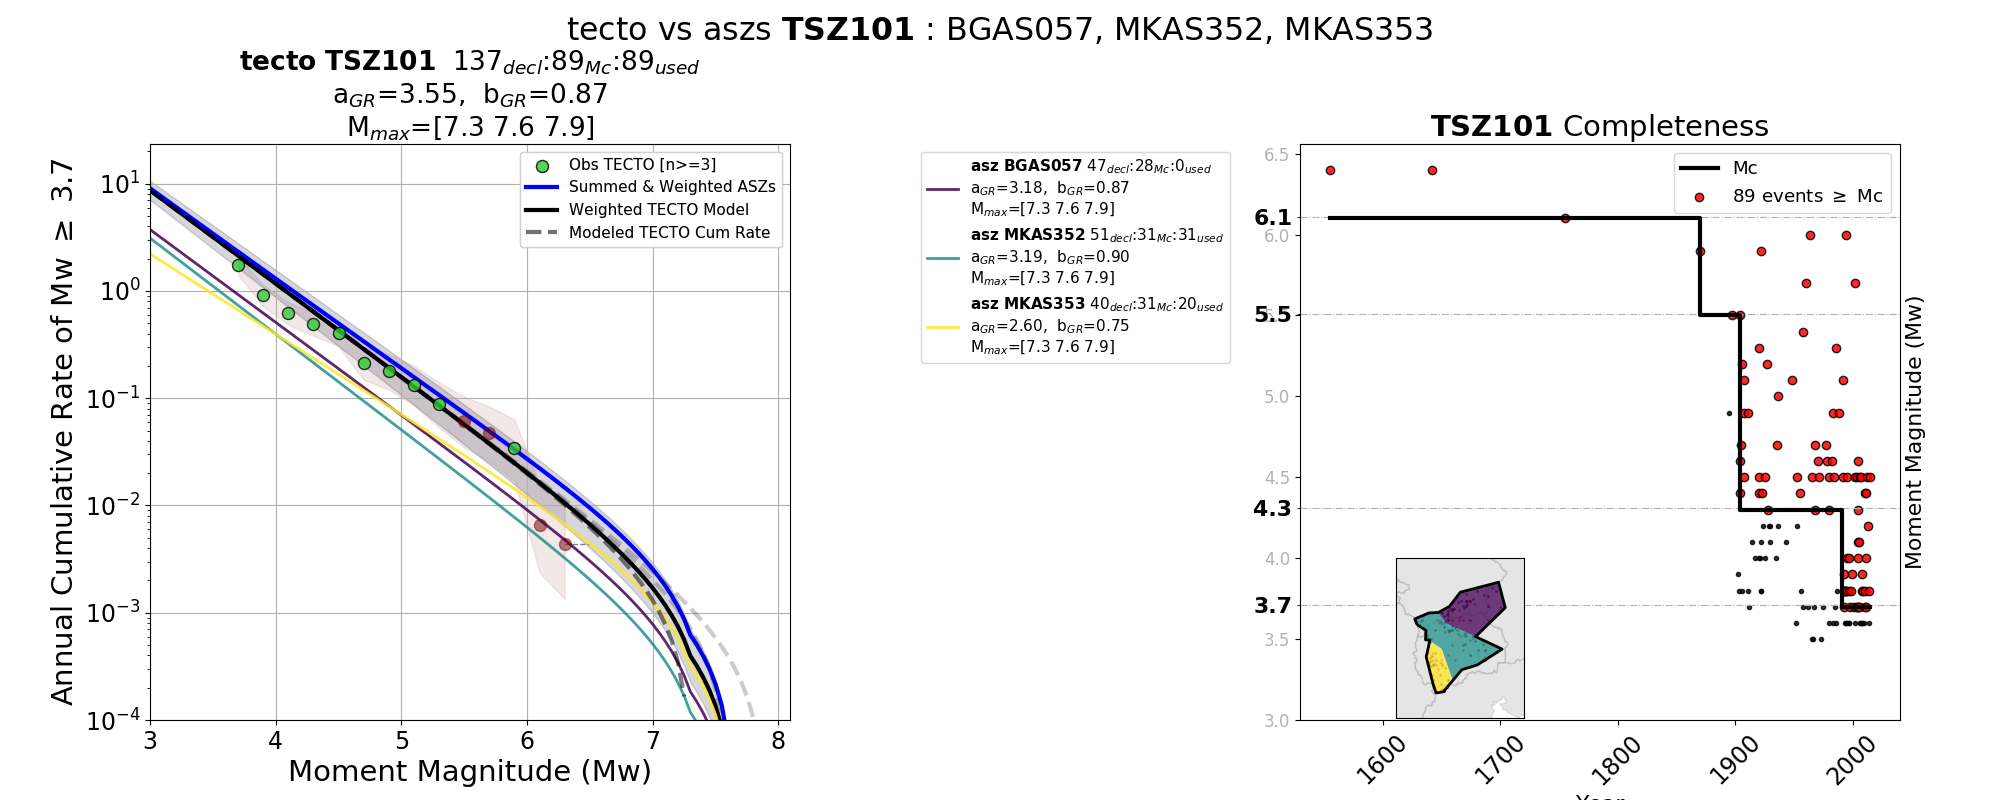 tecto vs aszs TSZ101 : BGAS057, MKAS352, MKAS353
tecto TSZ101 137decl:89Mc:89used
aGR=3.55, bGR=0.87
Mmax=[7.3 7.6 7.9]
Annual Cumulative Rate of Mw ≥ 3.7
10^1
10^0
10^-1
10^-2
10^-3
10^-4
3 4 5 6 7 8
Moment Magnitude (Mw)
Obs TECTO [n>=3]
Summed & Weighted ASZs
Weighted TECTO Model
Modeled TECTO Cum Rate
asz BGAS057 47decl:28Mc:0used
aGR=3.18, bGR=0.87
Mmax=[7.3 7.6 7.9]
asz MKAS352 51decl:31Mc:31used
aGR=3.19, bGR=0.90
Mmax=[7.3 7.6 7.9]
asz MKAS353 40decl:31Mc:20used
aGR=2.60, bGR=0.75
Mmax=[7.3 7.6 7.9]
TSZ101 Completeness
Mc
89 events ≥ Mc
6.5
6.1
6.0
5.5
5.0
4.5
4.3
4.0
3.7
3.5
3.0
1600 1700 1800 1900 2000
Year
Moment Magnitude (Mw)